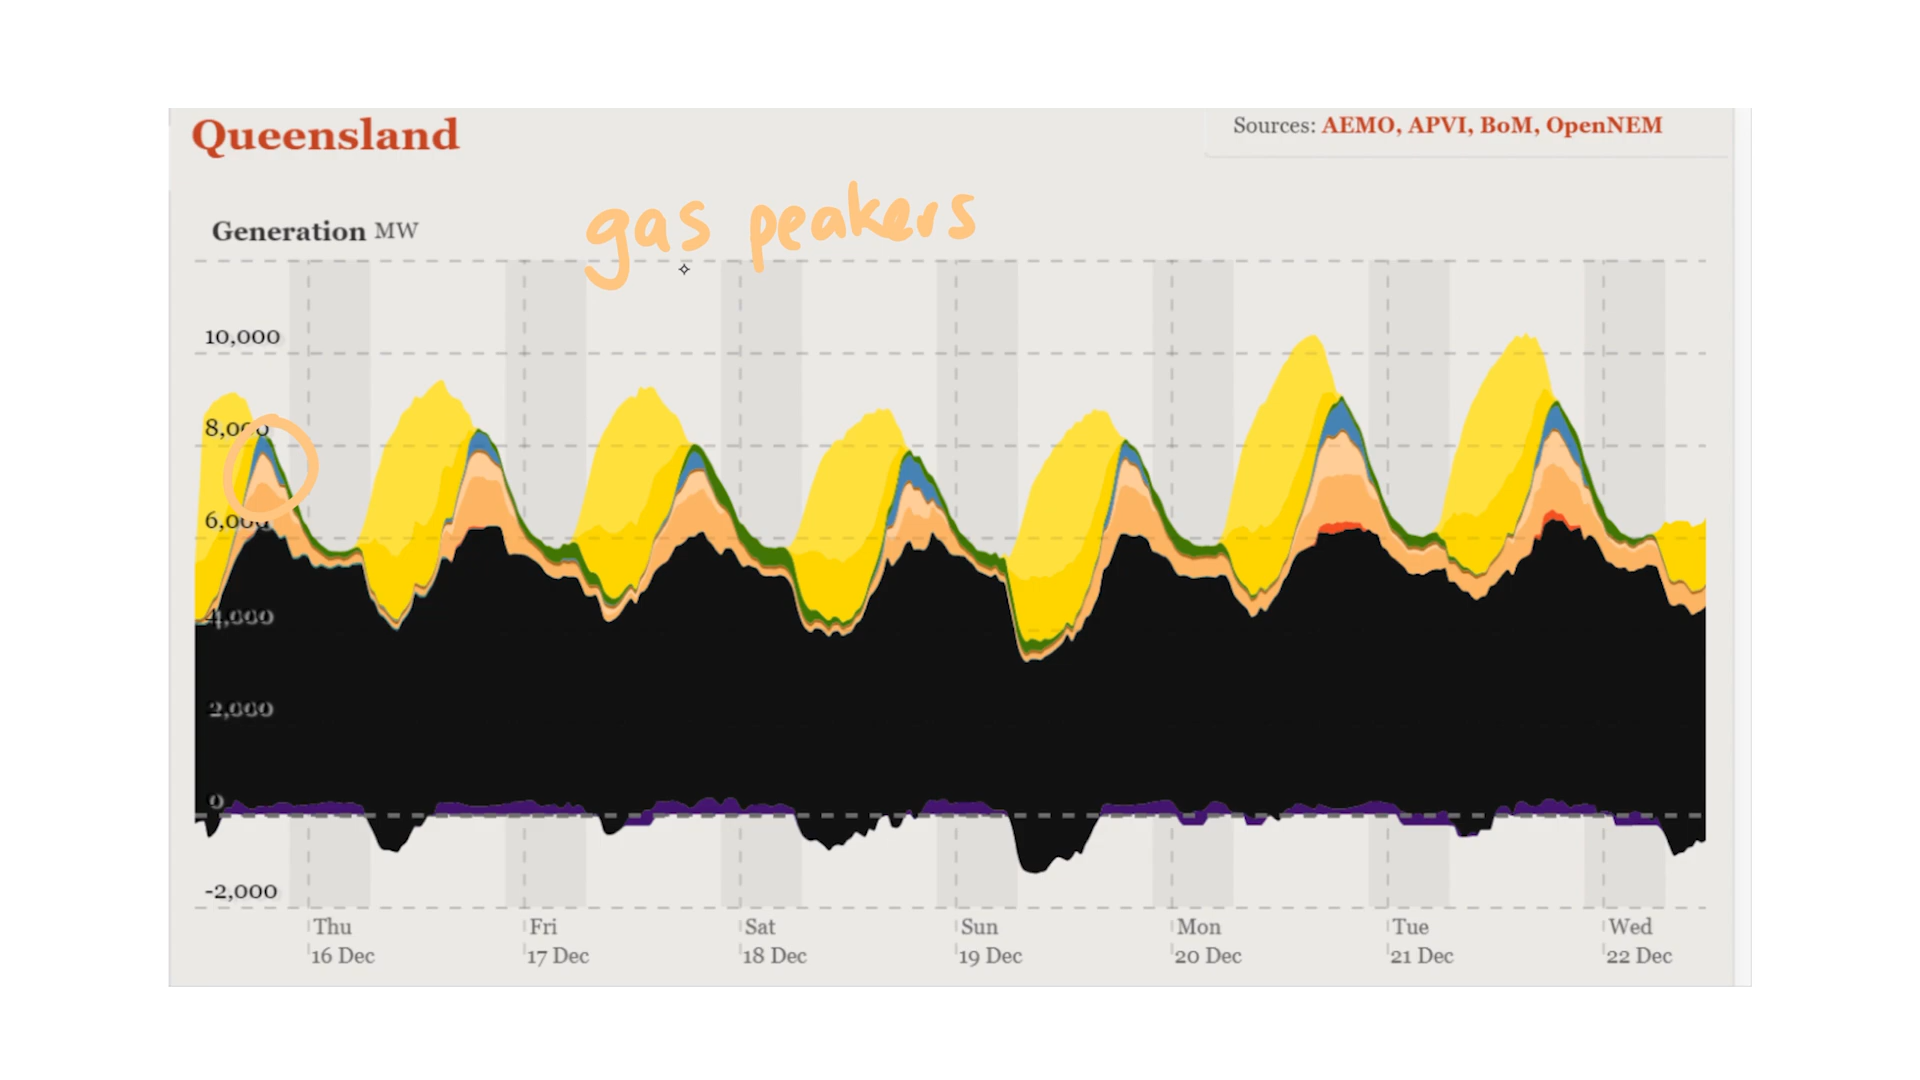 Queensland
Sources: AEMO, APVI, BoM, OpenNEM
gas peakers
Generation MW
10,000
8,000
6,000
4,000
2,000
0
-2,000
Thu Fri Sat Sun Mon Tue Wed
16 Dec 17 Dec 18 Dec 19 Dec 20 Dec 21 Dec 22 Dec